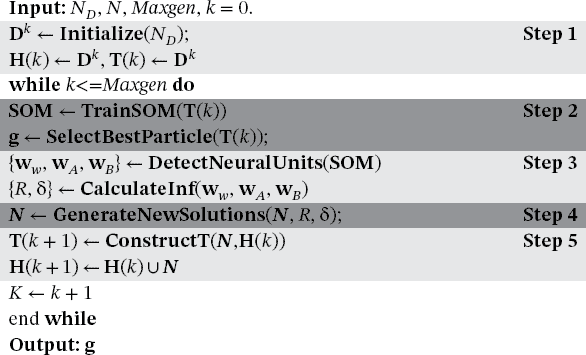 Input: N_D, N, Maxgen, k = 0.
D^k ← Initialize(N_D); Step 1
H(k) ← D^k, T(k) ← D^k
while k<=Maxgen do
SOM ← TrainSOM(T(k)) Step 2
g ← SelectBestParticle(T(k));
{w_w, w_A, w_B} ← DetectNeuralUnits(SOM) Step 3
{R, δ} ← CalculateInf(w_w, w_A, w_B)
N ← GenerateNewSolutions(N, R, δ); Step 4
T(k + 1) ← ConstructT(N,H(k)) Step 5
H(k + 1) ← H(k) ∪ N
K ← k + 1
end while
Output: g